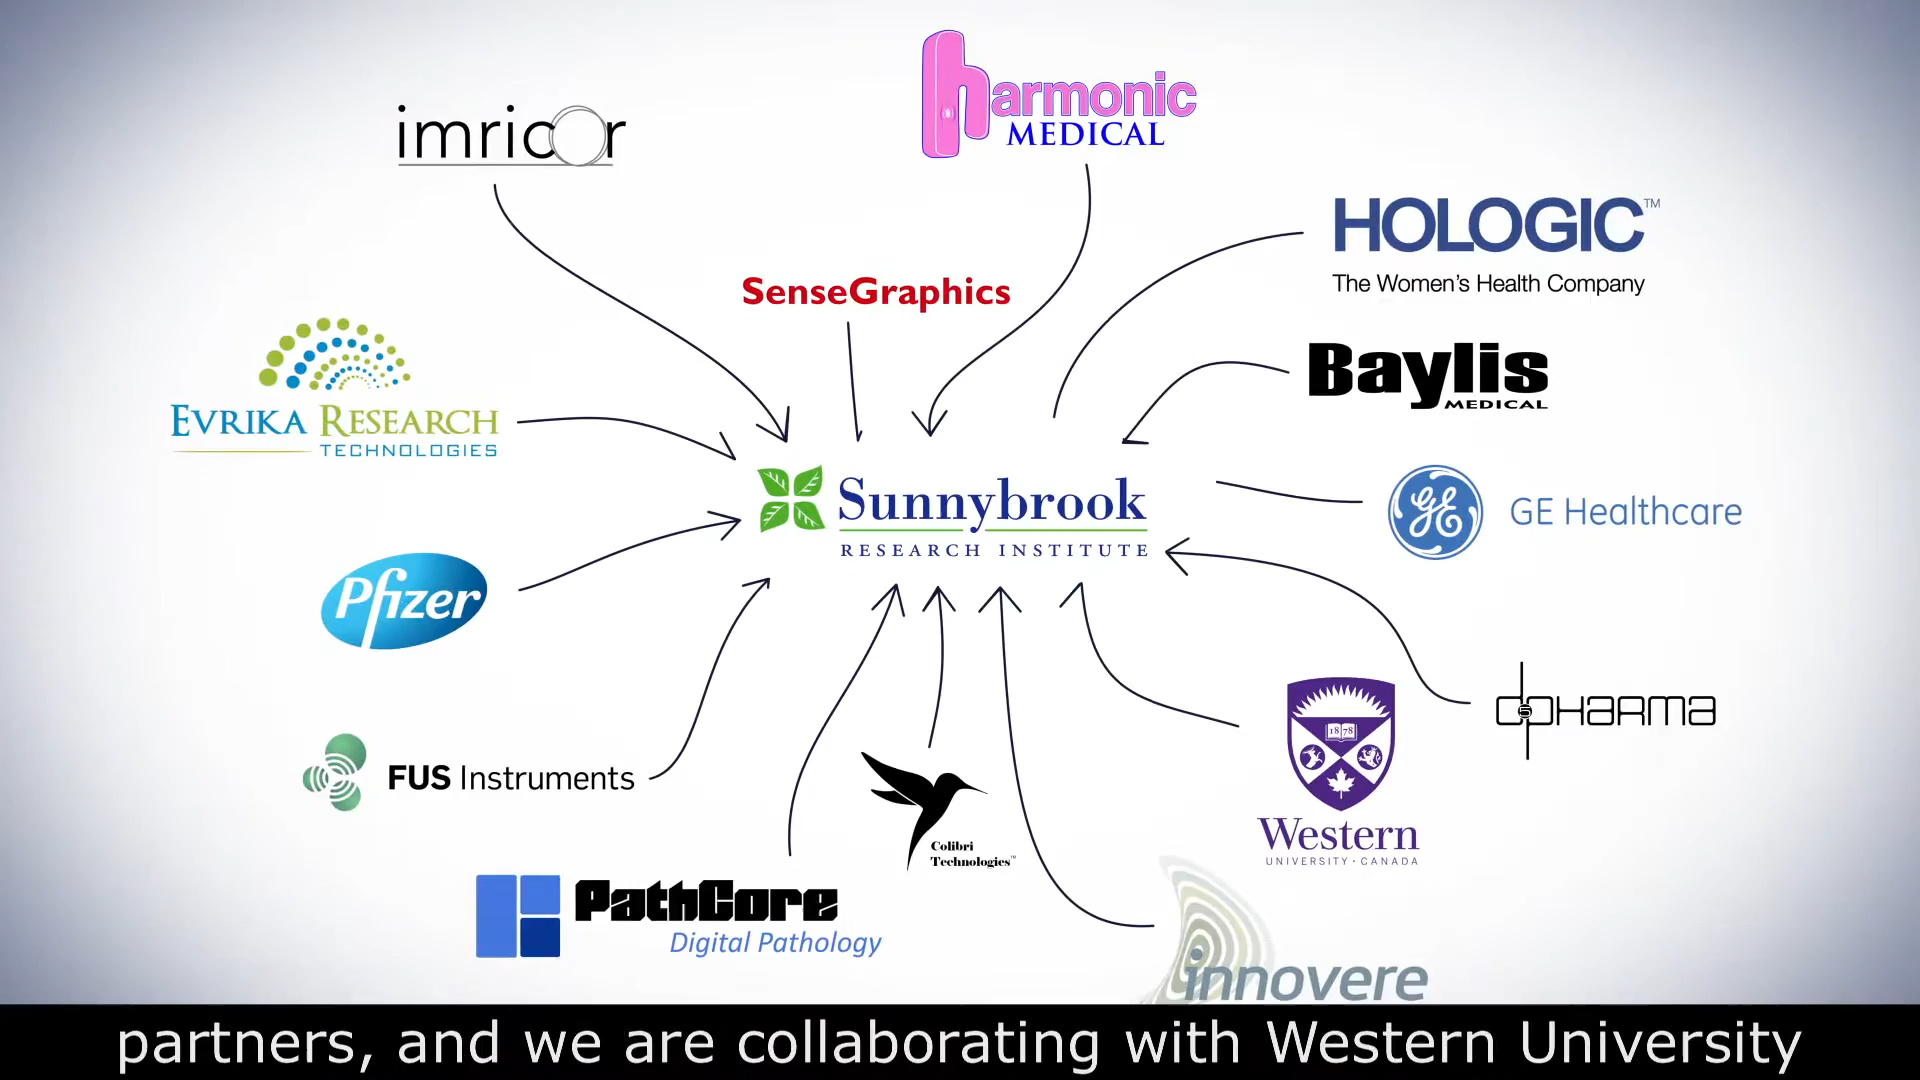 harmonic
MEDICAL
imricor
HOLOGIC™
The Women's Health Company
SenseGraphics
Baylis
MEDICAL
EVRIKA RESEARCH
TECHNOLOGIES
Sunnybrook
RESEARCH INSTITUTE
GE Healthcare
Pfizer
d5pharma
1878
FUS Instruments
Western
UNIVERSITY · CANADA
Colibri
Technologies™
PathCore
Digital Pathology
innovere
partners, and we are collaborating with Western University